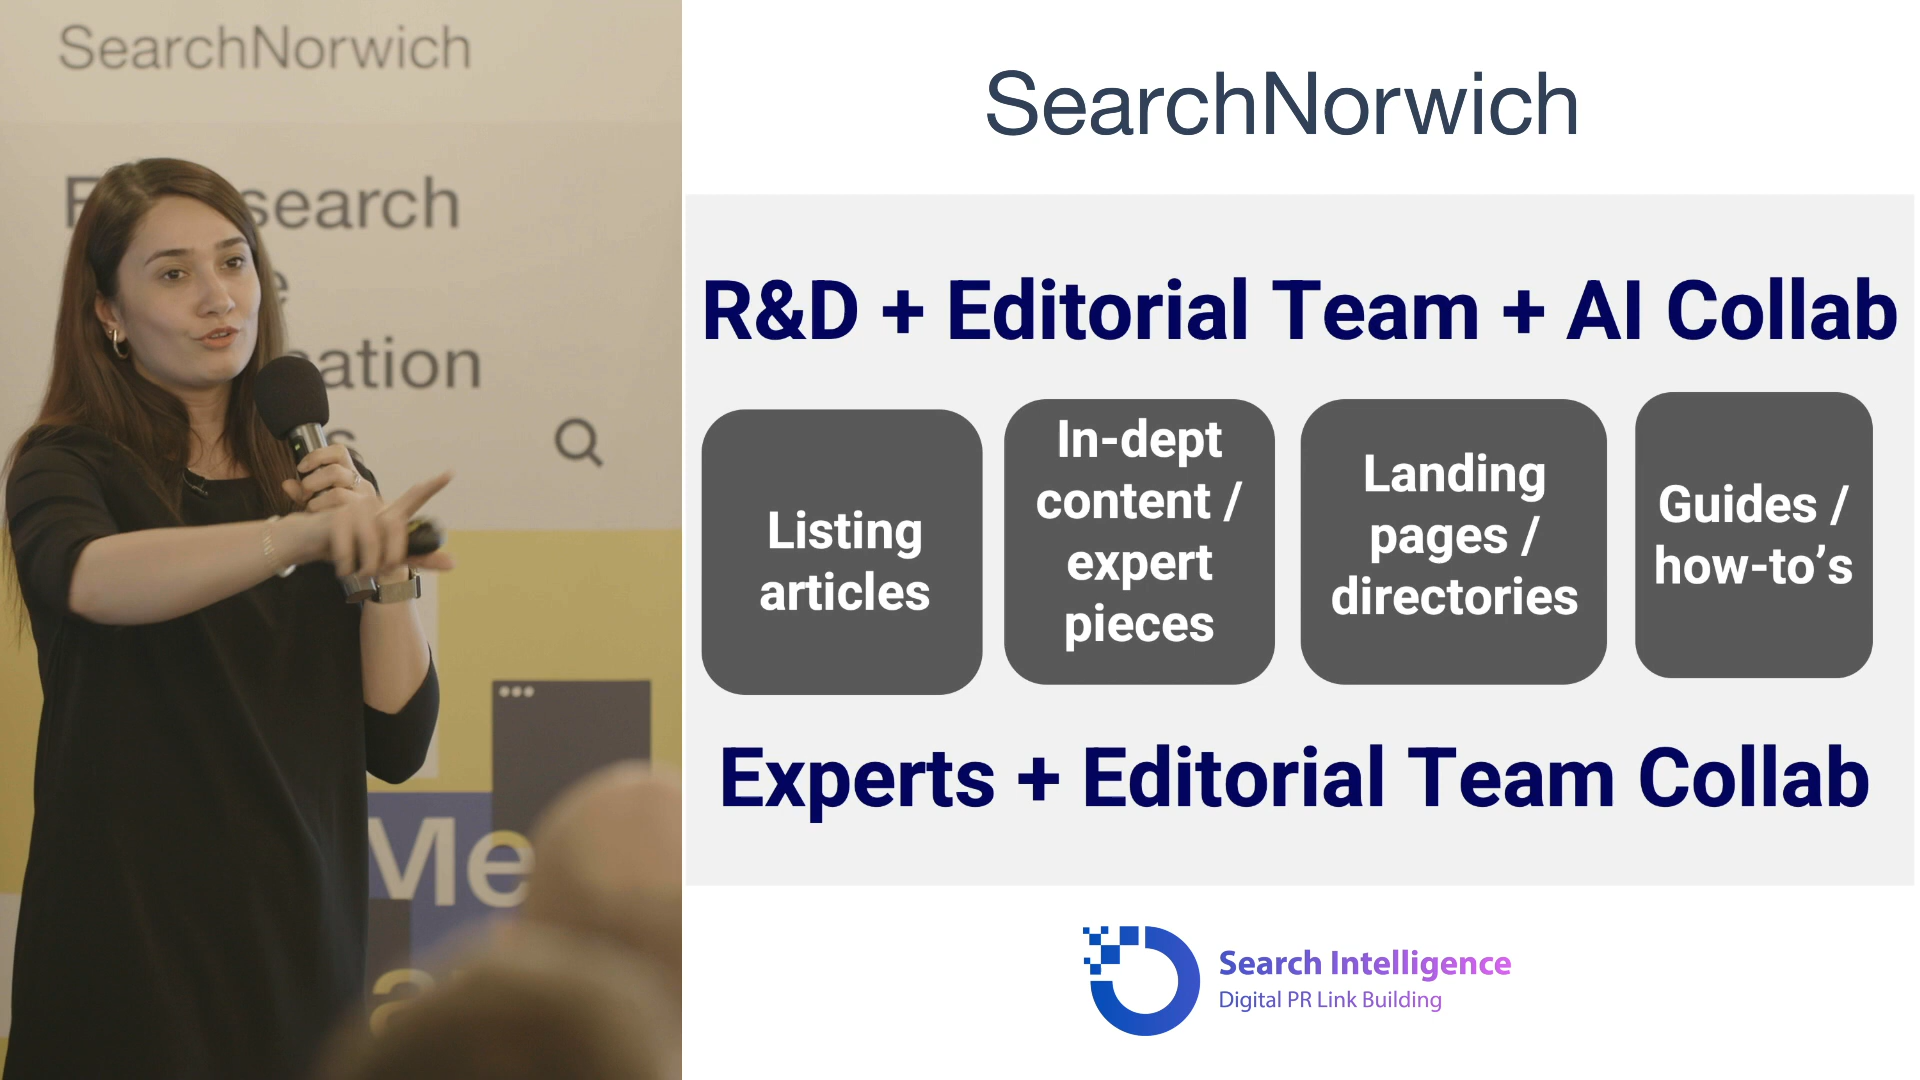 SearchNorwich
search
ation
Me
SearchNorwich
R&D + Editorial Team + AI Collab
Listing
articles
In-dept
content /
expert
pieces
Landing
pages /
directories
Guides /
how-to’s
Experts + Editorial Team Collab
Search Intelligence
Digital PR Link Building